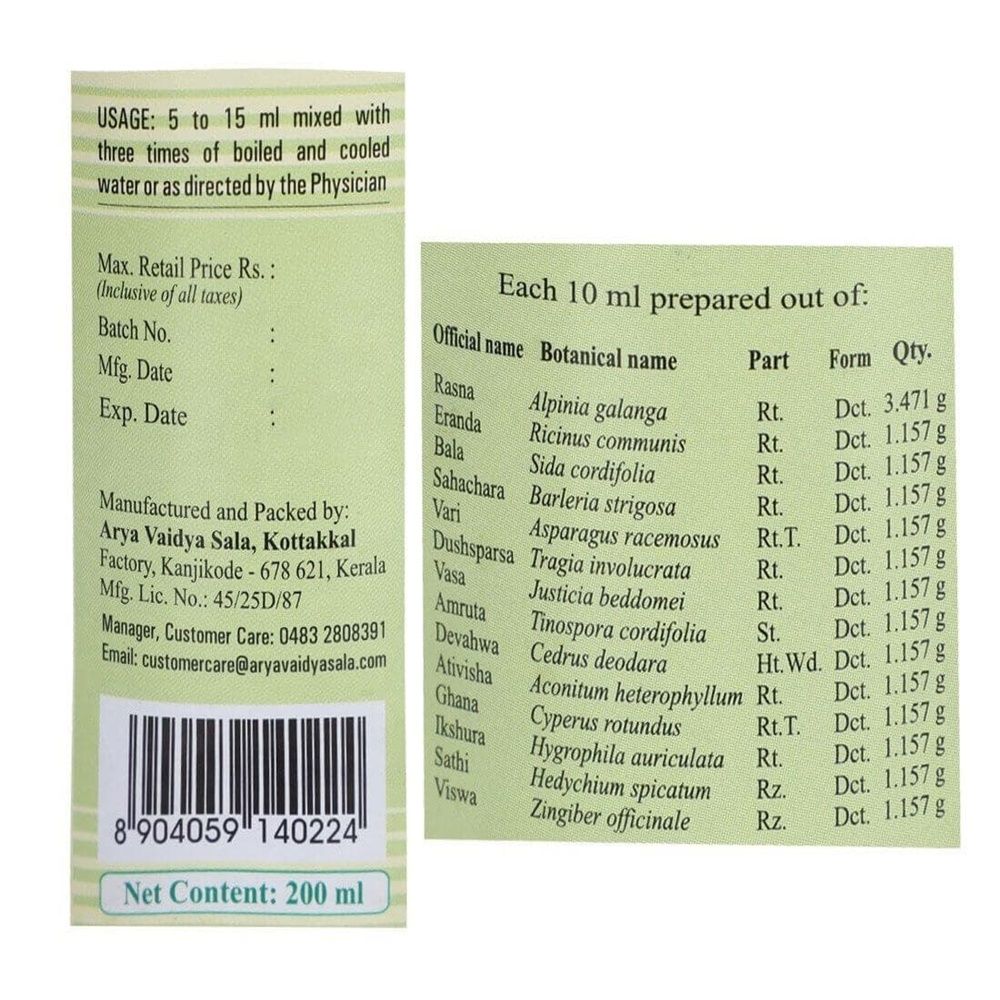 USAGE: 5 to 15 ml mixed with
three times of boiled and cooled
water or as directed by the Physician
Max. Retail Price Rs. :
(Inclusive of all taxes)
Batch No. :
Mfg. Date :
Exp. Date :
Manufactured and Packed by:
Arya Vaidya Sala, Kottakkal
Factory, Kanjikode - 678 621, Kerala
Mfg. Lic. No.: 45/25D/87
Manager, Customer Care: 0483 2808391
Email: customercare@aryavaidyasala.com
8 904059 140224
Net Content: 200 ml
Each 10 ml prepared out of:
Official name Botanical name Part Form Qty.
Rasna Alpinia galanga Rt. Dct. 3.471 g
Eranda Ricinus communis Rt. Dct. 1.157 g
Bala Sida cordifolia Rt. Dct. 1.157 g
Sahachara Barleria strigosa Rt. Dct. 1.157 g
Vari Asparagus racemosus Rt.T. Dct. 1.157 g
Dushsparsa Tragia involucrata Rt. Dct. 1.157 g
Vasa Justicia beddomei Rt. Dct. 1.157 g
Amruta Tinospora cordifolia St. Dct. 1.157 g
Devahwa Cedrus deodara Ht.Wd. Dct. 1.157 g
Ativisha Aconitum heterophyllum Rt. Dct. 1.157 g
Ghana Cyperus rotundus Rt.T. Dct. 1.157 g
Ikshura Hygrophila auriculata Rt. Dct. 1.157 g
Sathi Hedychium spicatum Rz. Dct. 1.157 g
Viswa Zingiber officinale Rz. Dct. 1.157 g